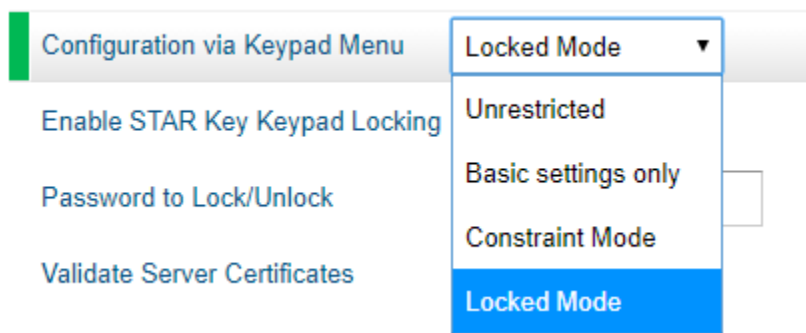 Configuration via Keypad Menu Locked Mode
Unrestricted
Enable STAR Key Keypad Locking
Basic settings only
Password to Lock/Unlock
Constraint Mode
Validate Server Certificates
Locked Mode